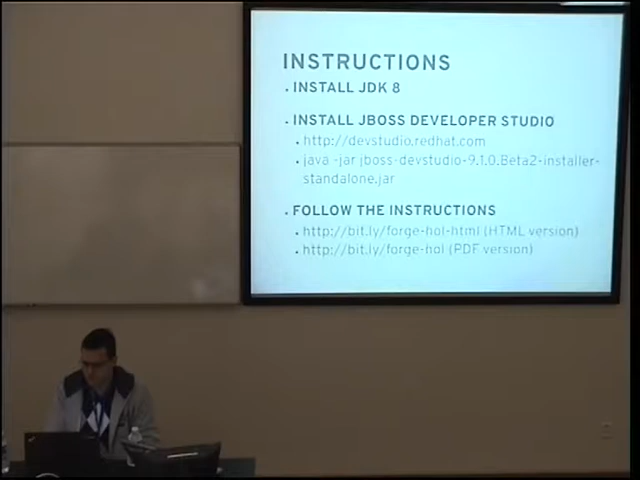 INSTRUCTIONS
. INSTALL JDK 8
. INSTALL JBOSS DEVELOPER STUDIO
. http://devstudio.redhat.com
. java -jar jboss-devstudio-9.1.0.Beta2-installer-
standalone.jar
. FOLLOW THE INSTRUCTIONS
. http://bit.ly/forge-hol-html (HTML version)
. http://bit.ly/forge-hol (PDF version)